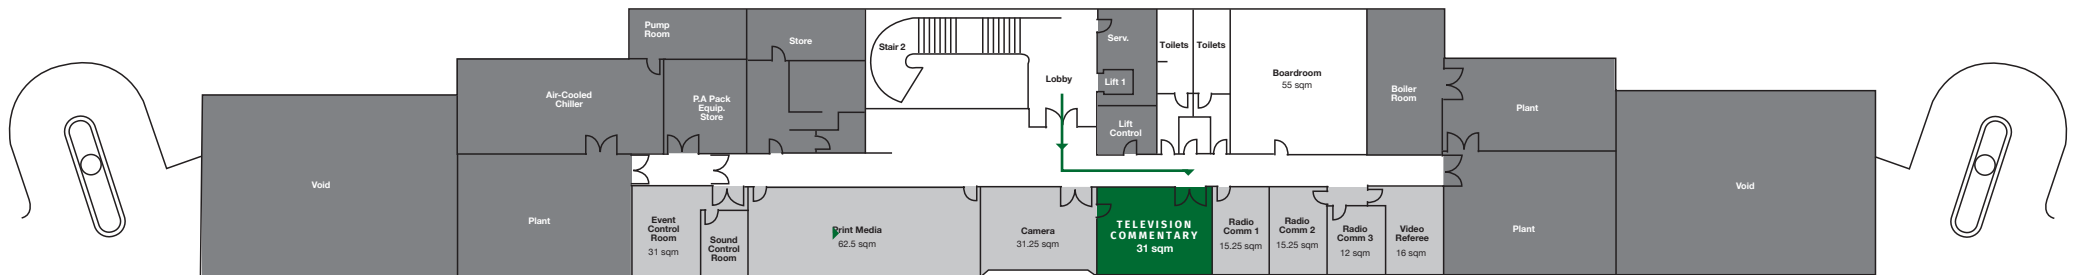 Pump
Room
Store
Stair 2
Lobby
Serv.
Lift 1
Lift
Control
Toilets
Toilets
Boardroom
55 sqm
Boiler
Room
Air-Cooled
Chiller
P.A Pack
Equip.
Store
Plant
Void
Void
Plant
Plant
Event
Control
Room
31 sqm
Sound
Control
Room
Print Media
62.5 sqm
Camera
31.25 sqm
TELEVISION
COMMENTARY
31 sqm
Radio
Comm 1
15.25 sqm
Radio
Comm 2
15.25 sqm
Radio
Comm 3
12 sqm
Video
Referee
16 sqm